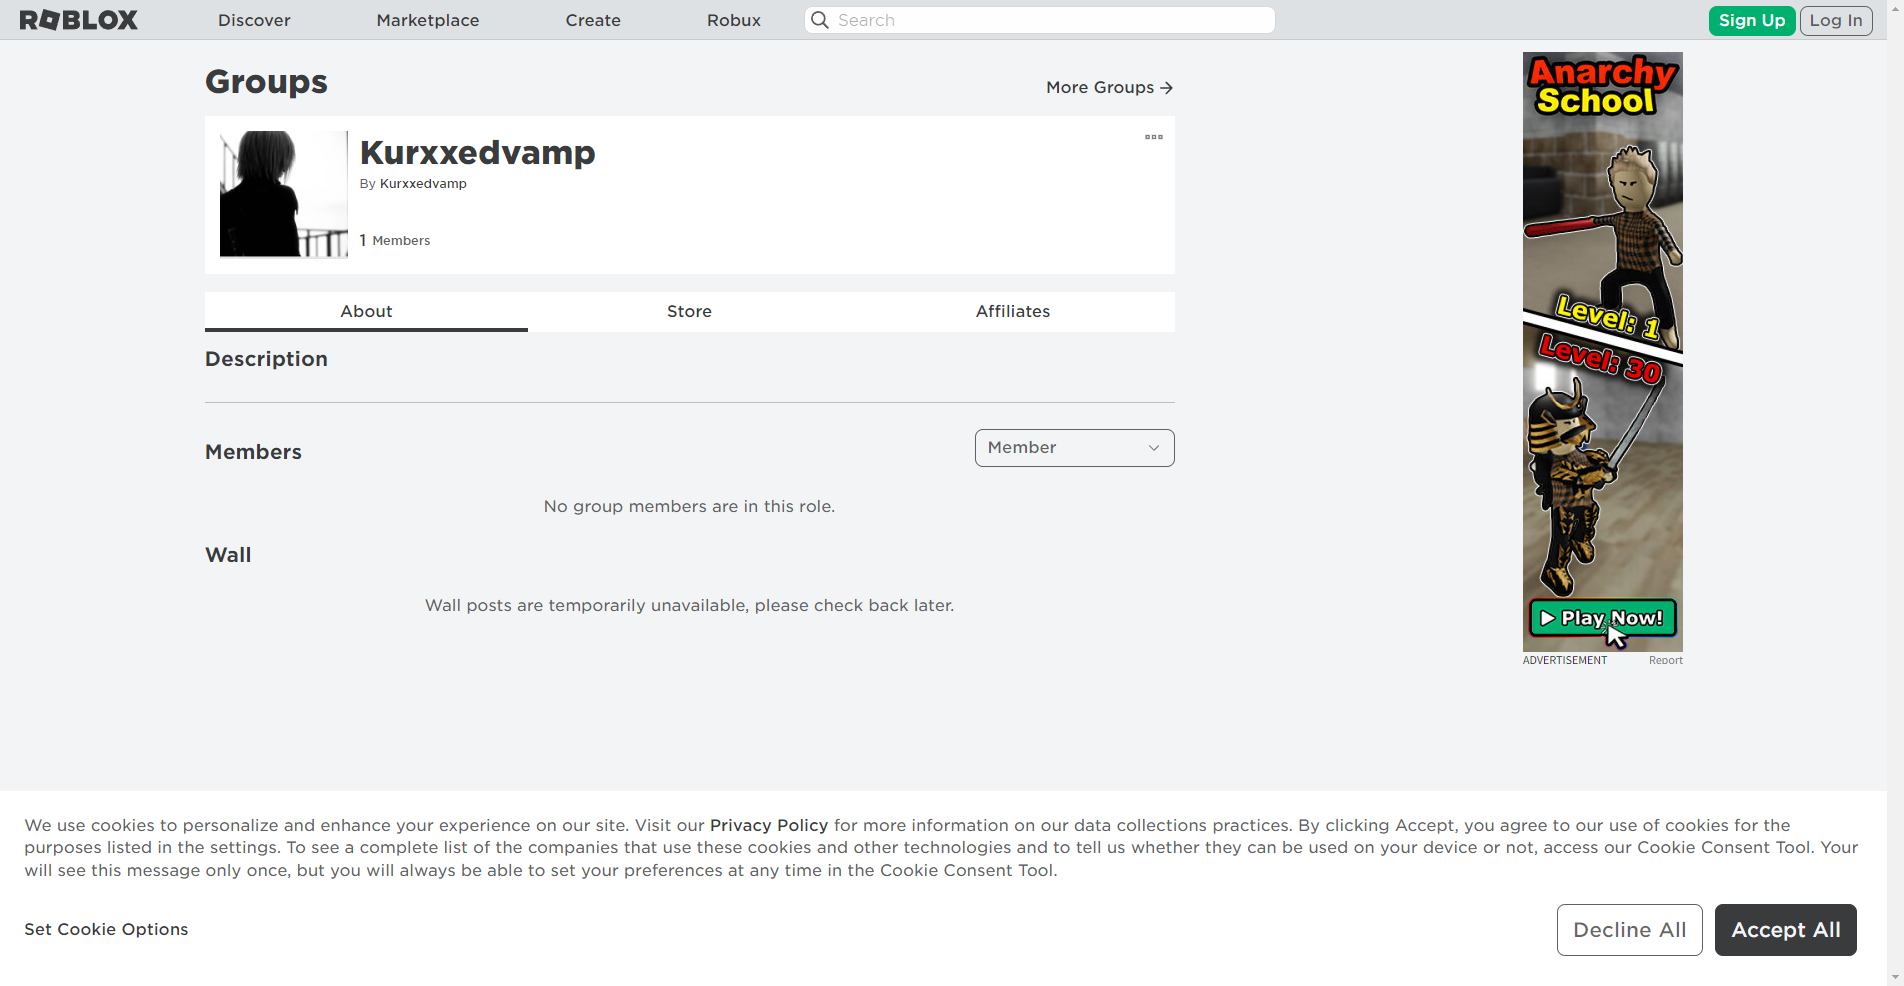 ROBLOX
Discover
Marketplace
Create
Robux
Search
Sign Up
Log In
Groups
More Groups →
Kurxxedvamp
By Kurxxedvamp
1 Members
About
Store
Affiliates
Description
Members
Member
No group members are in this role.
Wall
Wall posts are temporarily unavailable, please check back later.
Anarchy
School
Level: 1
Level: 30
Play Now!
ADVERTISEMENT
Report
We use cookies to personalize and enhance your experience on our site. Visit our Privacy Policy for more information on our data collections practices. By clicking Accept, you agree to our use of cookies for the
purposes listed in the settings. To see a complete list of the companies that use these cookies and other technologies and to tell us whether they can be used on your device or not, access our Cookie Consent Tool. Your
will see this message only once, but you will always be able to set your preferences at any time in the Cookie Consent Tool.
Set Cookie Options
Decline All
Accept All